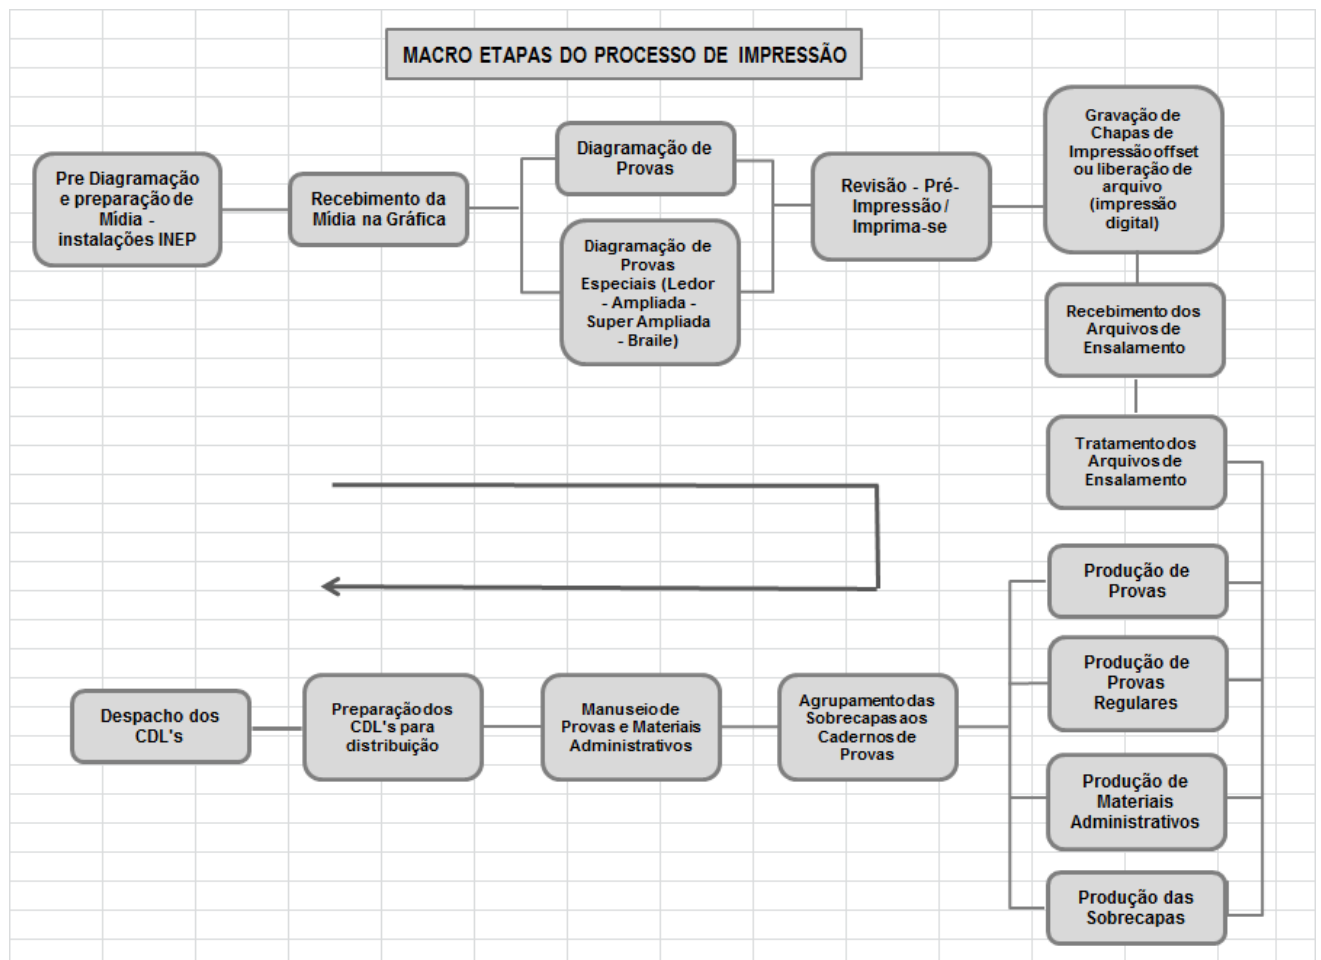 MACRO ETAPAS DO PROCESSO DE IMPRESSÃO
Pre Diagramação
e preparação de
Mídia -
instalações INEP
Recebimento da
Mídia na Gráfica
Diagramação de
Provas
Diagramação de
Provas
Especiais (Ledor
- Ampliada -
Super Ampliada
- Braile)
Revisão - Pré-
Impressão /
Imprima-se
Gravação de
Chapas de
Impressão offset
ou liberação de
arquivo
(impressão
digital)
Recebimento dos
Arquivos de
Ensalamento
Tratamento dos
Arquivos de
Ensalamento
Produção de
Provas
Produção de
Provas
Regulares
Produção de
Materiais
Administrativos
Produção das
Sobrecapas
Agrupamento das
Sobrecapas aos
Cadernos de
Provas
Manuseio de
Provas e Materiais
Administrativos
Preparação dos
CDL's para
distribuição
Despacho dos
CDL's